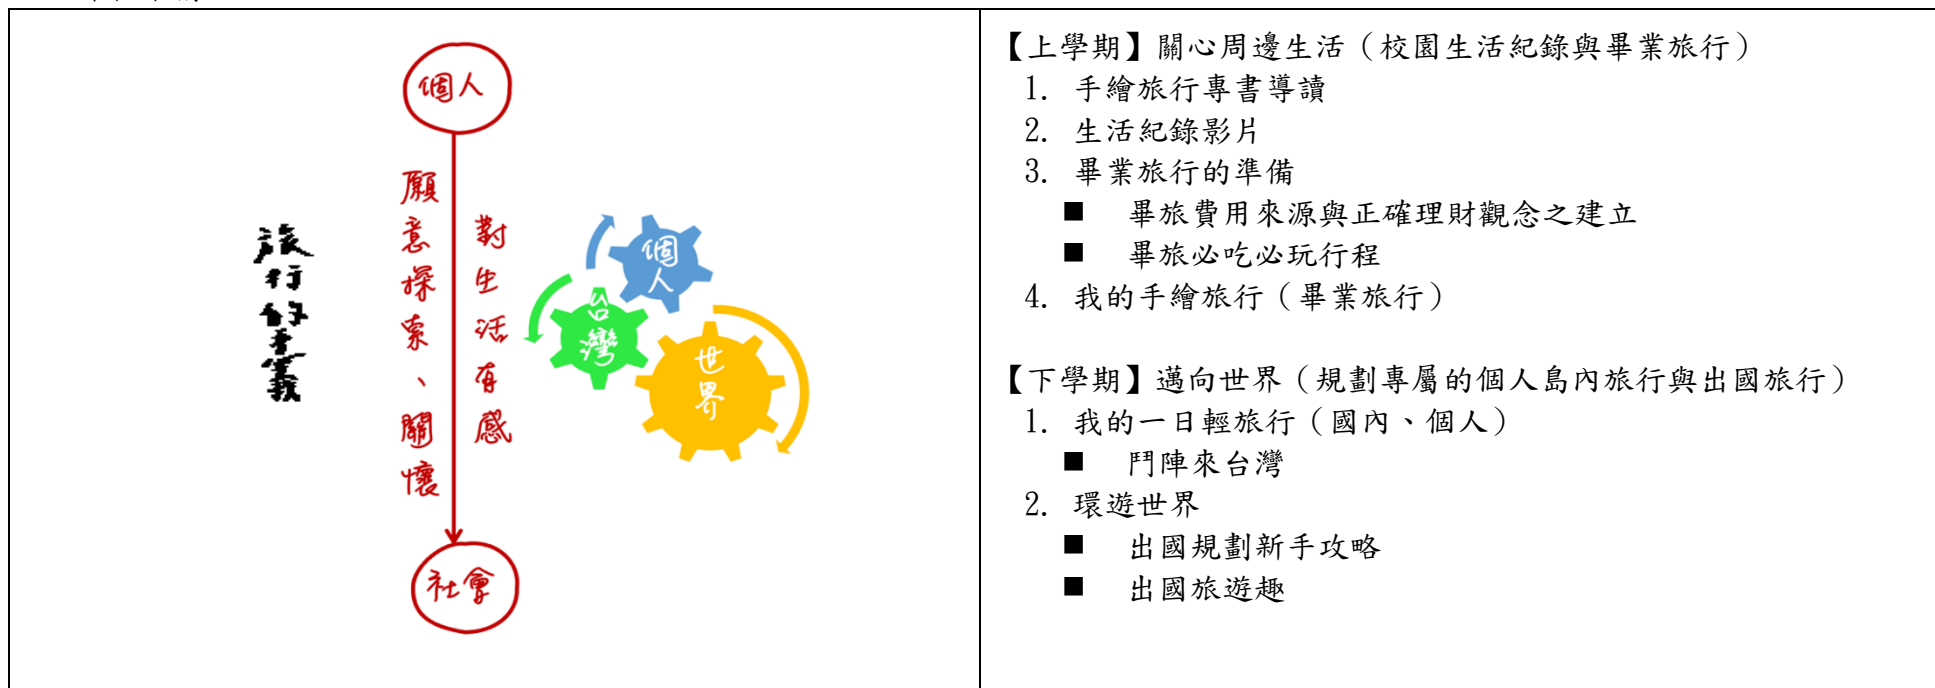 旅行的意義
個人
願意探索、關懷
對生活有感
社會
個人
台灣
世界
【上學期】關心周邊生活（校園生活紀錄與畢業旅行）
1. 手繪旅行專書導讀
2. 生活紀錄影片
3. 畢業旅行的準備
■ 畢旅費用來源與正確理財觀念之建立
■ 畢旅必吃必玩行程
4. 我的手繪旅行（畢業旅行）
【下學期】邁向世界（規劃專屬的個人島內旅行與出國旅行）
1. 我的一日輕旅行（國內、個人）
■ 鬥陣來台灣
2. 環遊世界
■ 出國規劃新手攻略
■ 出國旅遊趣